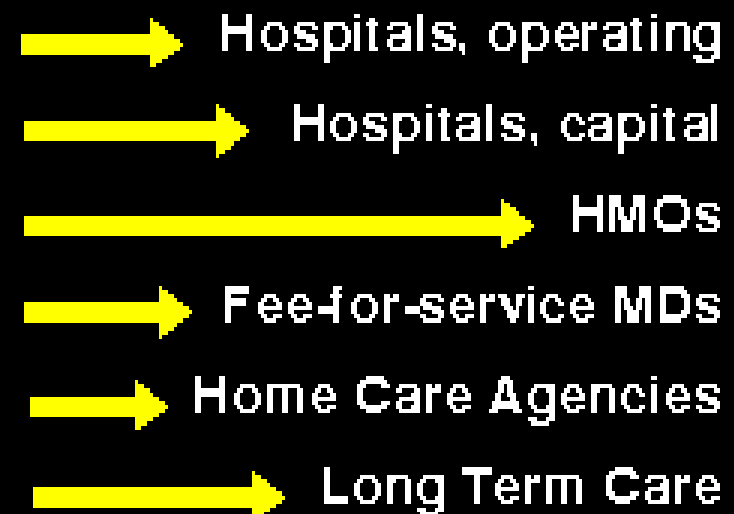 Hospitals, operating
Hospitals, capital
HMOs
Fee-for-service MDs
Home Care Agencies
Long Term Care